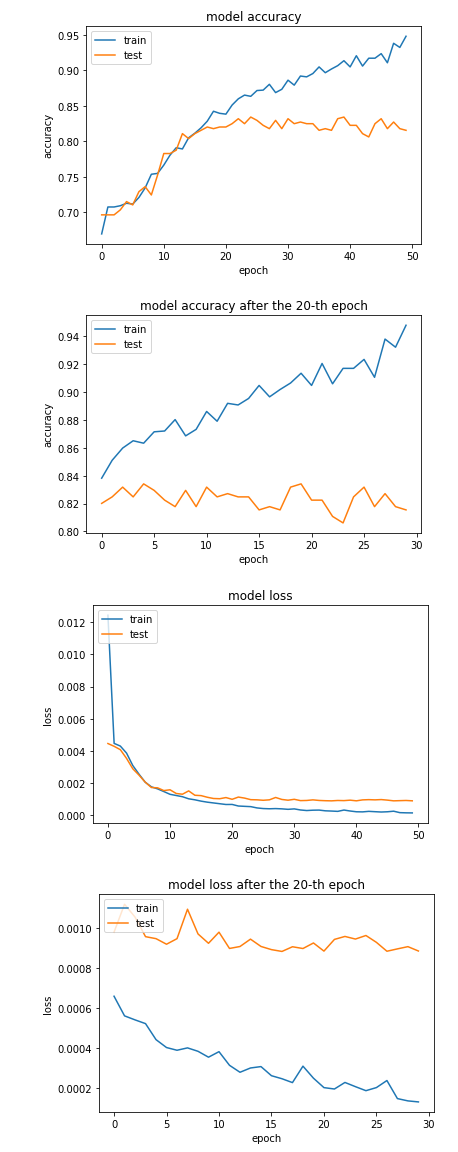 model accuracy
train
test
0.95
0.90
0.85
0.80
0.75
0.70
accuracy
0 10 20 30 40 50
epoch
model accuracy after the 20-th epoch
train
test
0.94
0.92
0.90
0.88
0.86
0.84
0.82
0.80
accuracy
0 5 10 15 20 25 30
epoch
model loss
train
test
0.012
0.010
0.008
0.006
0.004
0.002
0.000
loss
0 10 20 30 40 50
epoch
model loss after the 20-th epoch
train
test
0.0010
0.0008
0.0006
0.0004
0.0002
loss
0 5 10 15 20 25 30
epoch